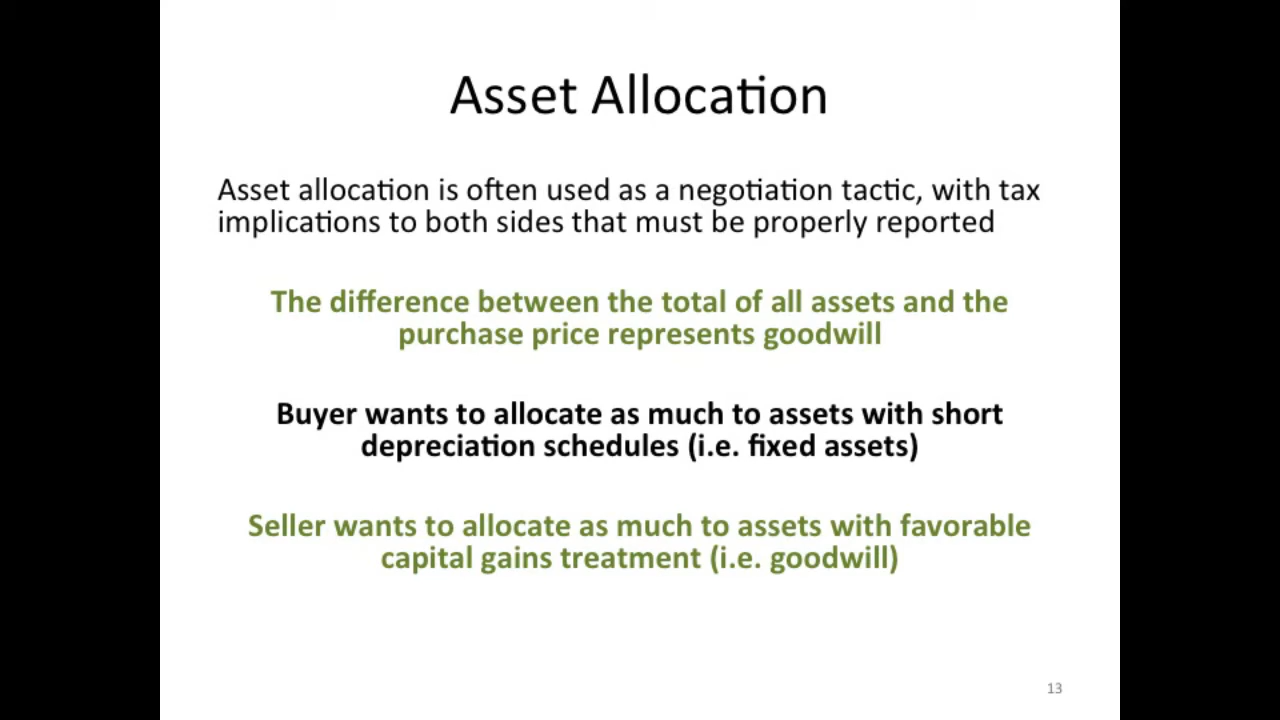 Asset Allocation
Asset allocation is often used as a negotiation tactic, with tax
implications to both sides that must be properly reported
The difference between the total of all assets and the
purchase price represents goodwill
Buyer wants to allocate as much to assets with short
depreciation schedules (i.e. fixed assets)
Seller wants to allocate as much to assets with favorable
capital gains treatment (i.e. goodwill)
13